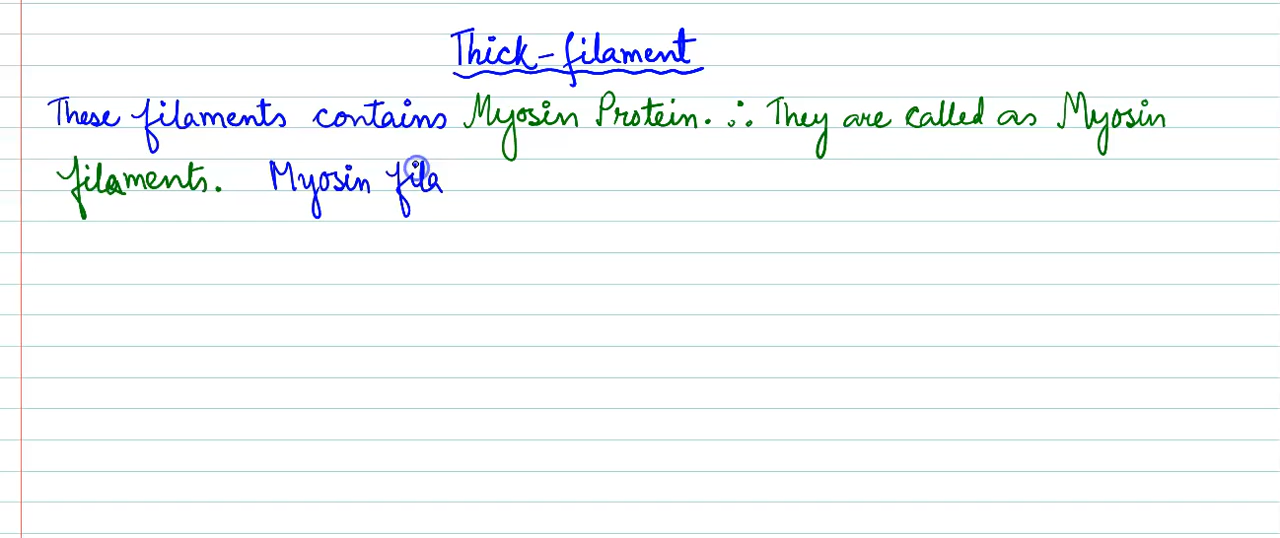 Thick-filament
These filaments contains Myosin Protein. ∴ They are called as Myosin
filaments. Myosin fila